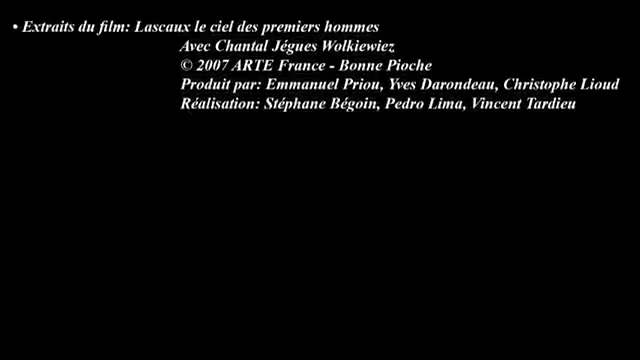 • Extraits du film: Lascaux le ciel des premiers hommes
Avec Chantal Jégues Wolkiewiez
© 2007 ARTE France - Bonne Pioche
Produit par: Emmanuel Priou, Yves Darondeau, Christophe Lioud
Réalisation: Stéphane Bégoin, Pedro Lima, Vincent Tardieu